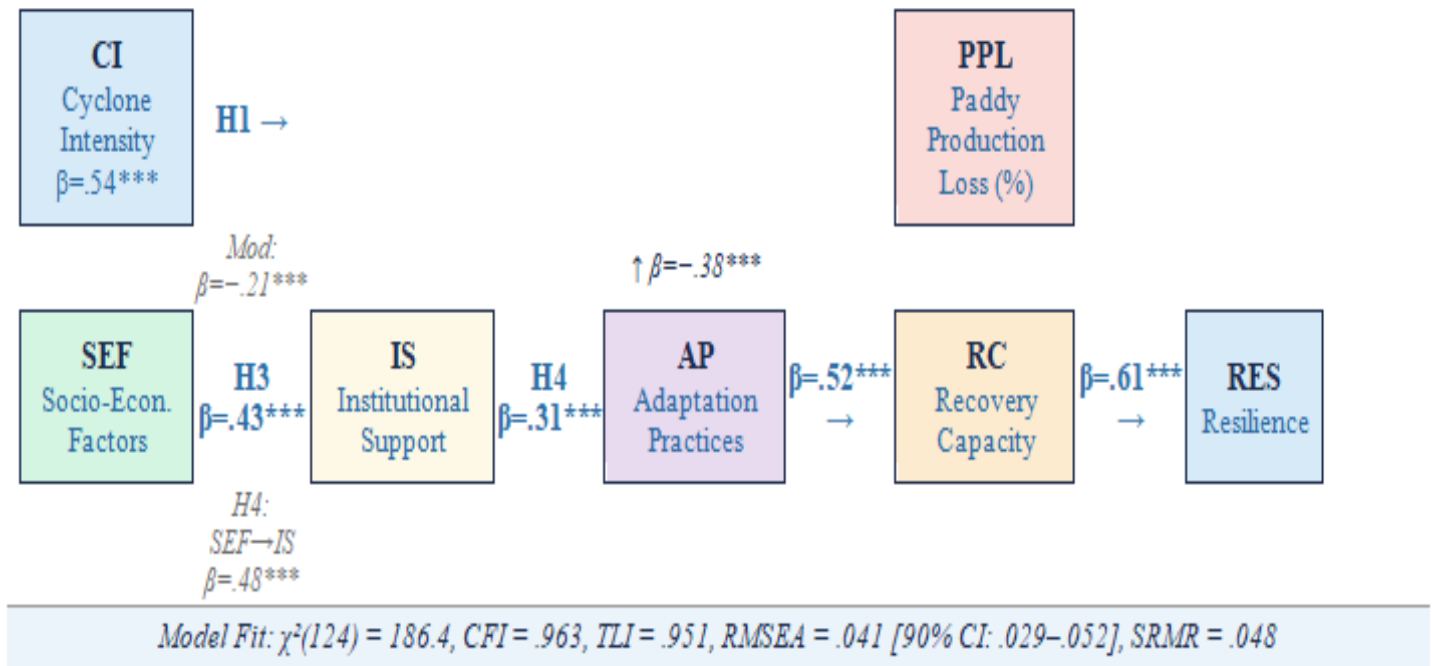 CI
Cyclone
Intensity
β=.54***
H1 →
PPL
Paddy
Production
Loss (%)
Mod:
β=−.21***
↑ β=−.38***
SEF
Socio-Econ.
Factors
H3
β=.43***
IS
Institutional
Support
H4
β=.31***
AP
Adaptation
Practices
β=.52***
→
RC
Recovery
Capacity
β=.61***
→
RES
Resilience
H4:
SEF→IS
β=.48***
Model Fit: χ²(124) = 186.4, CFI = .963, TLI = .951, RMSEA = .041 [90% CI: .029–.052], SRMR = .048